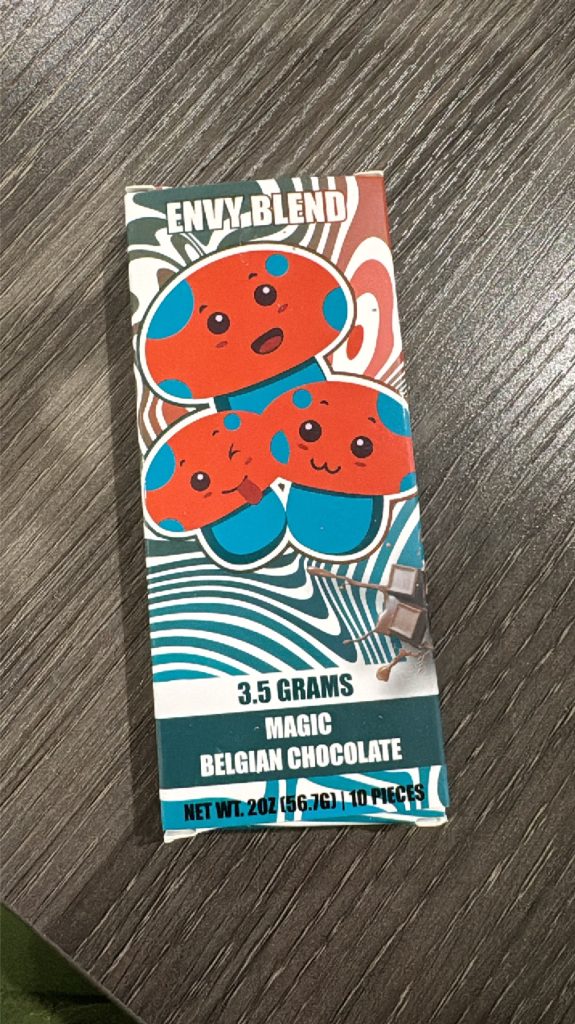 ENVY BLEND
3.5 GRAMS
MAGIC
BELGIAN CHOCOLATE
NET WT. 2OZ (56.7G) | 10 PIECES